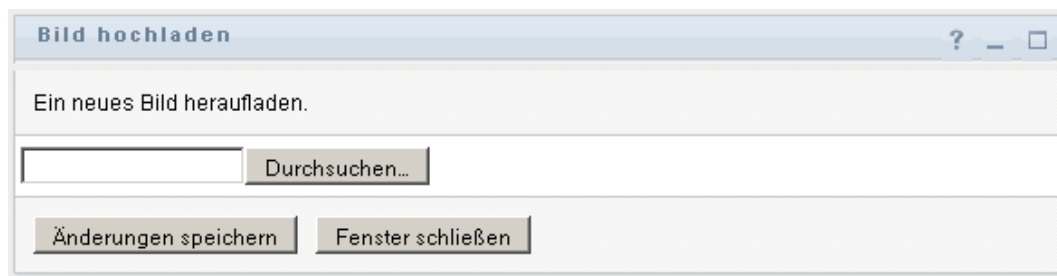 Bild hochladen ?
Ein neues Bild heraufladen.
Durchsuchen...
Änderungen speichern Fenster schließen